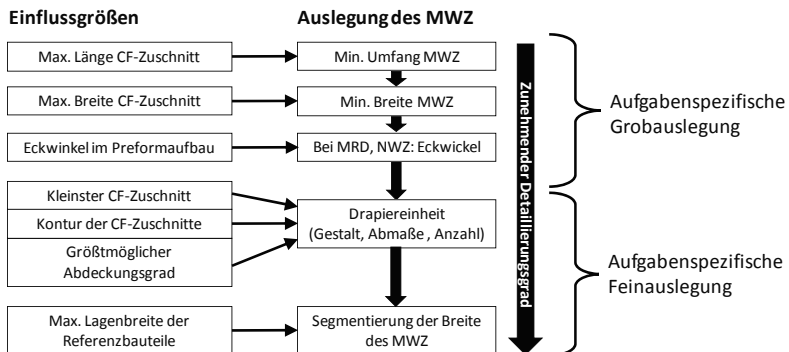 Einflussgrößen
Auslegung des MWZ
Max. Länge CF-Zuschnitt
Min. Umfang MWZ
Max. Breite CF-Zuschnitt
Min. Breite MWZ
Eckwinkel im Preformaufbau
Bei MRD, NWZ: Eckwickel
Kleinster CF-Zuschnitt
Kontur der CF-Zuschnitte
Größtmöglicher
Abdeckungsgrad
Drapiereinheit
(Gestalt, Abmaße , Anzahl)
Max. Lagenbreite der
Referenzbauteile
Segmentierung der Breite
des MWZ
Zunehmender Detaillierungsgrad
Aufgabenspezifische
Grobauslegung
Aufgabenspezifische
Feinauslegung